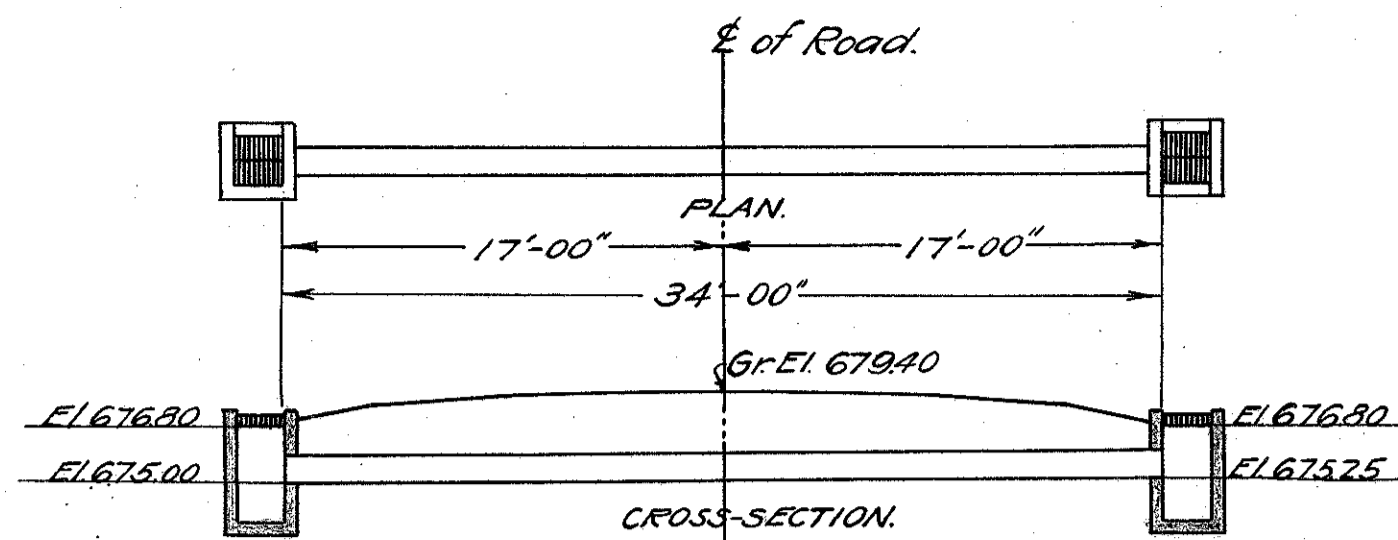 ℄ of Road.
PLAN.
17'-00" 17'-00"
34'-00"
Gr. El. 679.40
El. 676.80 El. 676.80
El. 675.00 El. 675.25
CROSS-SECTION.